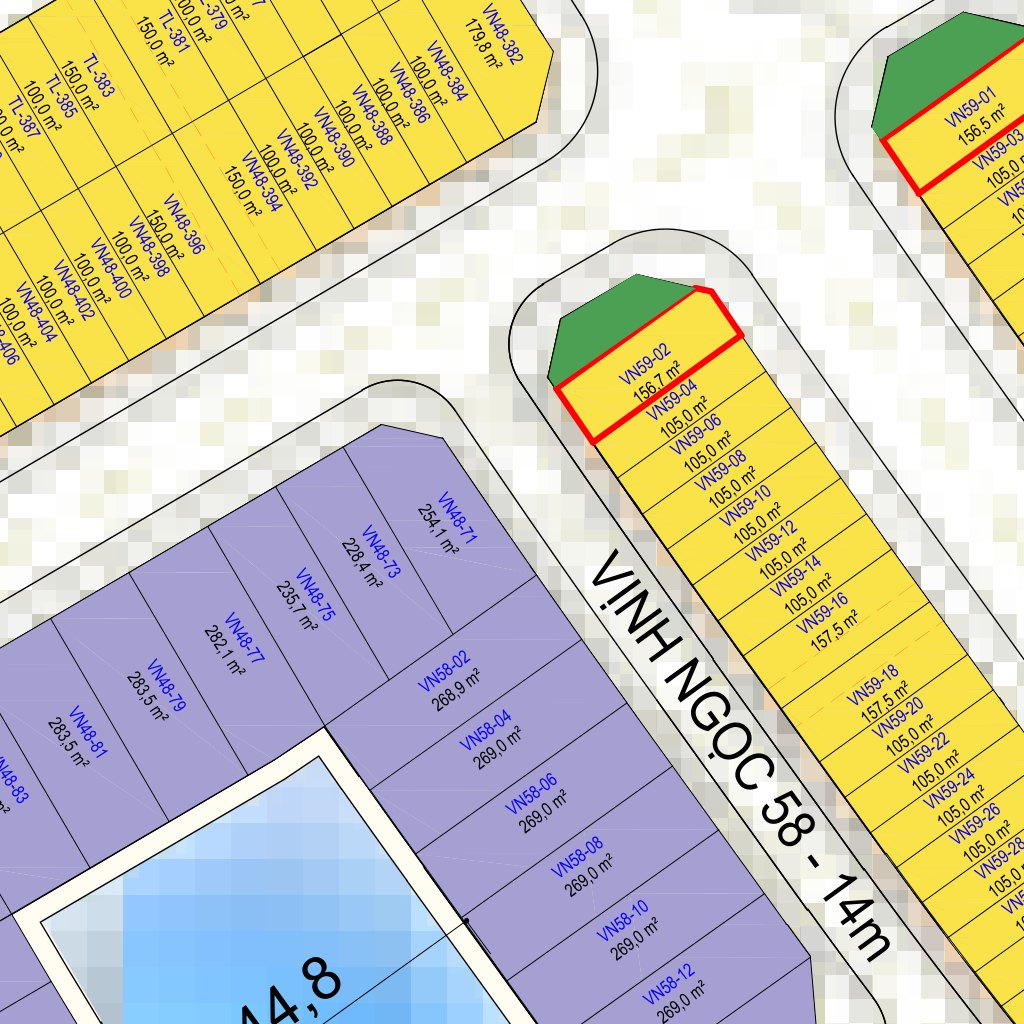 TL-379
TL-381
150,0 m²
TL-383
150,0 m²
TL-385
100,0 m²
TL-387
VN48-382
179,8 m²
VN48-384
100,0 m²
VN48-386
100,0 m²
VN48-388
100,0 m²
VN48-390
100,0 m²
VN48-392
100,0 m²
VN48-394
150,0 m²
VN48-396
150,0 m²
VN48-398
100,0 m²
VN48-400
100,0 m²
VN48-402
100,0 m²
VN48-404
100,0 m²
VN59-01
156,5 m²
VN59-03
VN59-02
156,7 m²
VN59-04
105,0 m²
VN59-06
105,0 m²
VN59-08
105,0 m²
VN59-10
105,0 m²
VN59-12
105,0 m²
VN59-14
105,0 m²
VN59-16
157,5 m²
VN59-18
157,5 m²
VN59-20
105,0 m²
VN59-22
105,0 m²
VN59-24
105,0 m²
VN59-26
105,0 m²
VN59-28
VỊNH NGỌC 58 - 14m
VN48-71
254,1 m²
VN48-73
228,4 m²
VN48-75
235,7 m²
VN48-77
282,1 m²
VN48-79
283,5 m²
VN48-81
283,5 m²
VN58-02
268,9 m²
VN58-04
269,0 m²
VN58-06
269,0 m²
VN58-08
269,0 m²
VN58-10
269,0 m²
VN58-12
269,0 m²
44,8